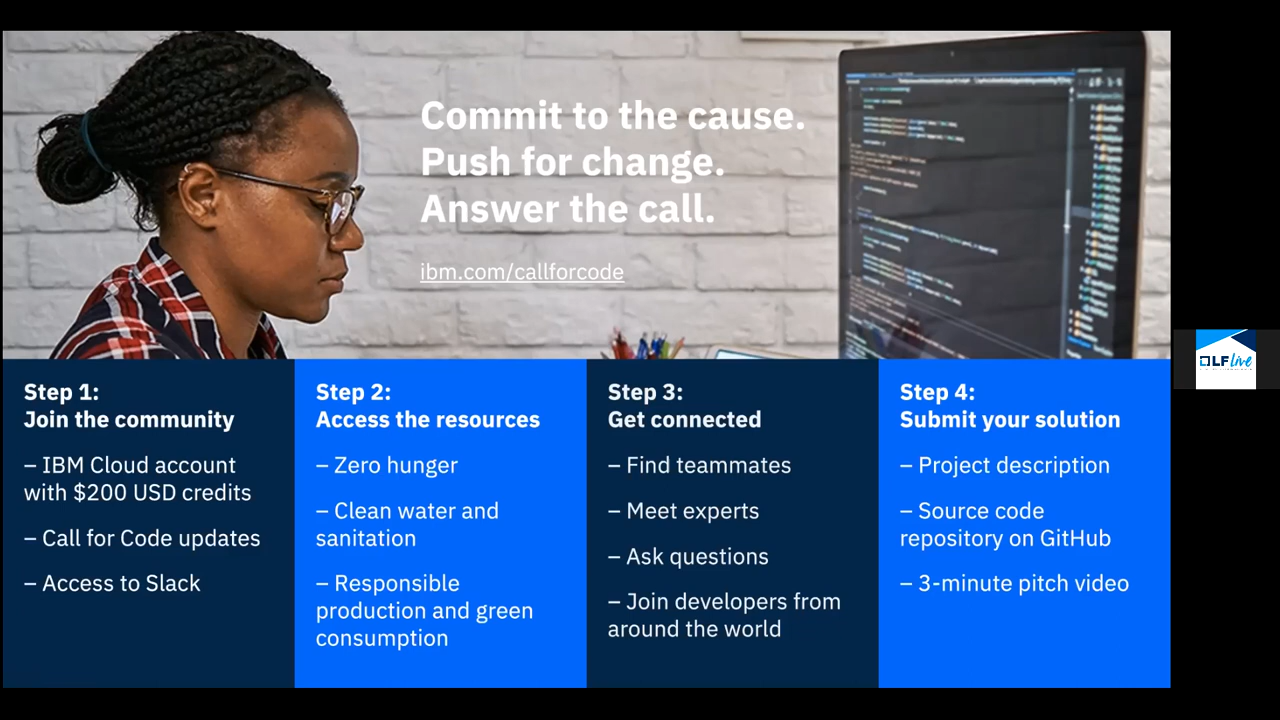 Commit to the cause.
Push for change.
Answer the call.
ibm.com/callforcode
Step 1:
Join the community
– IBM Cloud account
with $200 USD credits
– Call for Code updates
– Access to Slack
Step 2:
Access the resources
– Zero hunger
– Clean water and
sanitation
– Responsible
production and green
consumption
Step 3:
Get connected
– Find teammates
– Meet experts
– Ask questions
– Join developers from
around the world
Step 4:
Submit your solution
– Project description
– Source code
repository on GitHub
– 3-minute pitch video
LF live